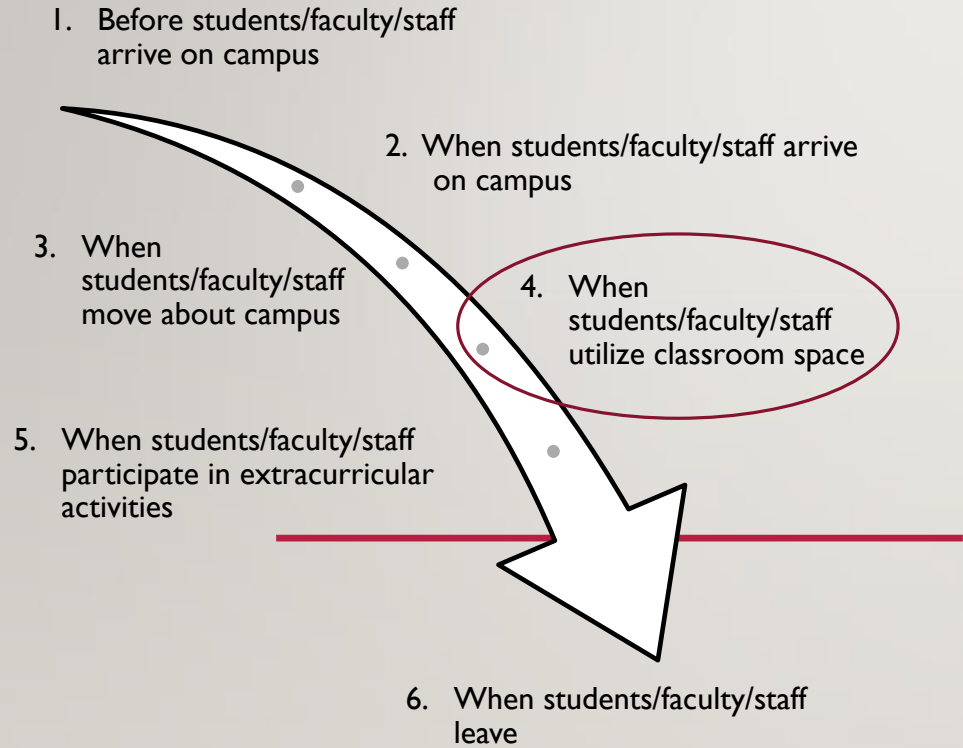 1. Before students/faculty/staff
arrive on campus
2. When students/faculty/staff arrive
on campus
3. When
students/faculty/staff
move about campus
4. When
students/faculty/staff
utilize classroom space
5. When students/faculty/staff
participate in extracurricular
activities
6. When students/faculty/staff
leave